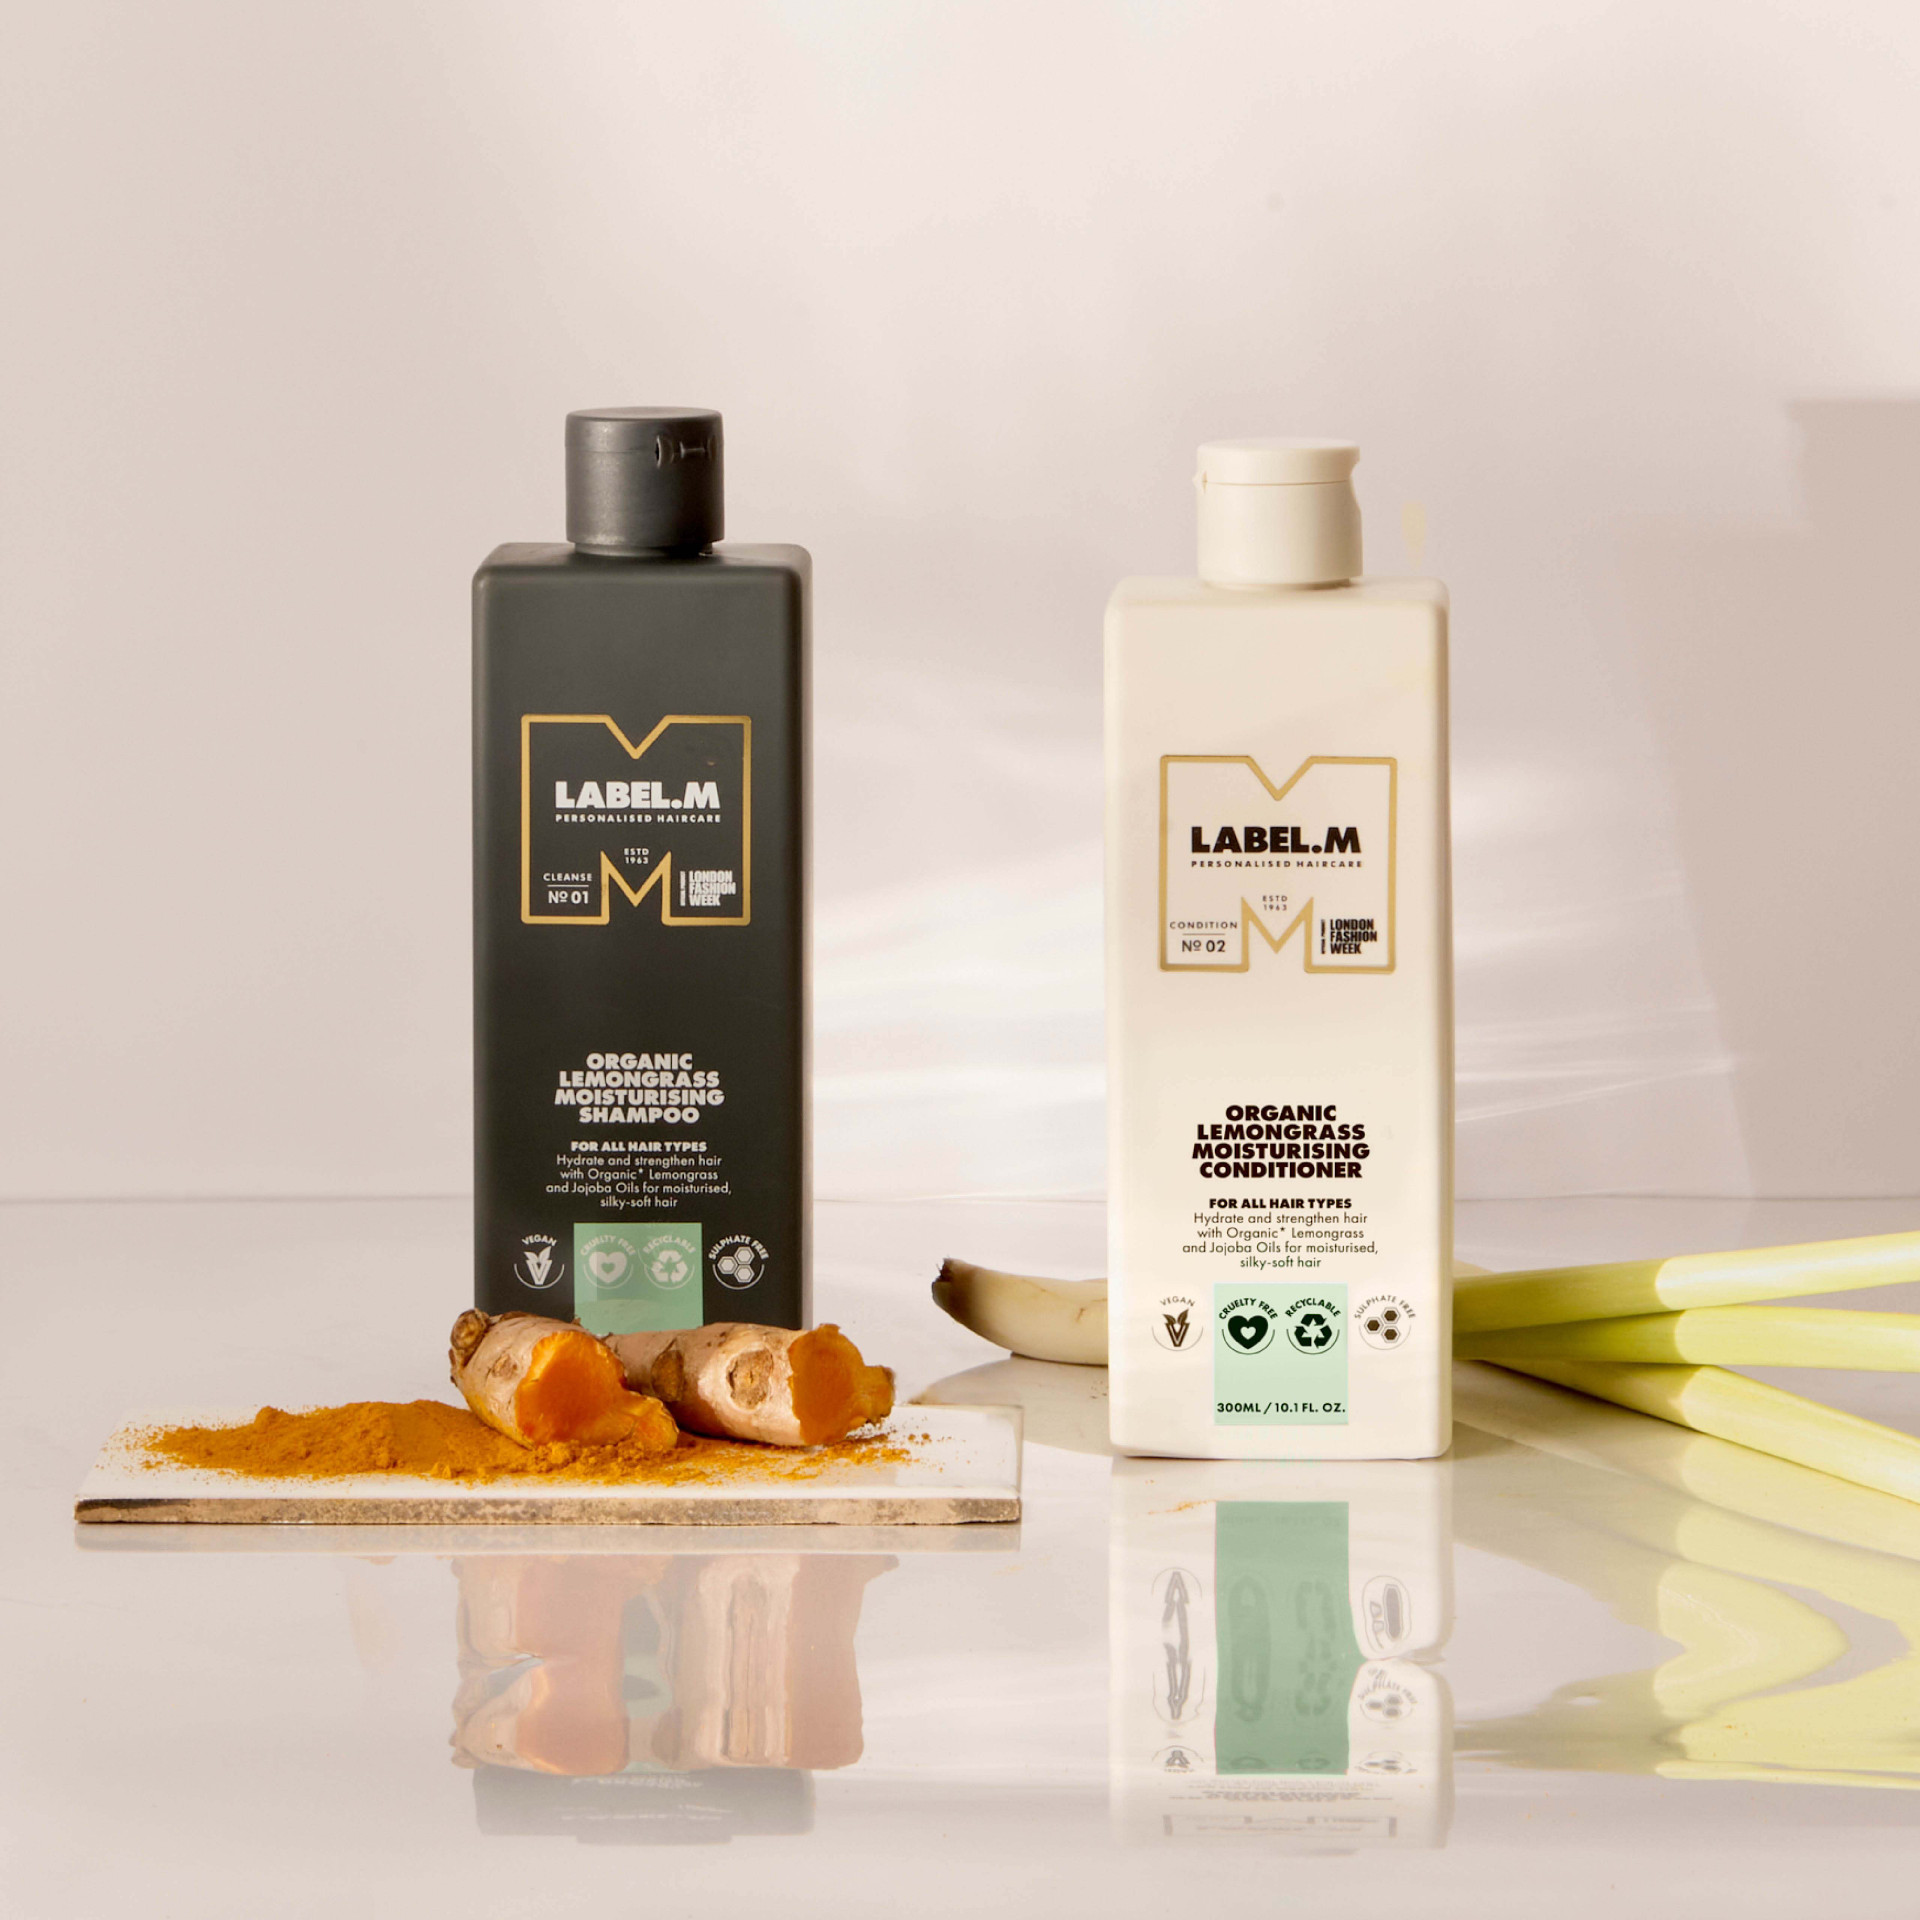 LABEL.M
PERSONALISED HAIRCARE
ESTD
1963
CLEANSE
Nº 01
LONDON
FASHION
WEEK
ORGANIC
LEMONGRASS
MOISTURISING
SHAMPOO
FOR ALL HAIR TYPES
Hydrate and strengthen hair
with Organic* Lemongrass
and Jojoba Oils for moisturised,
silky-soft hair
VEGAN
CRUELTY FREE
RECYCLABLE
SULPHATE FREE
LABEL.M
PERSONALISED HAIRCARE
ESTD
1963
CONDITION
Nº 02
LONDON
FASHION
WEEK
ORGANIC
LEMONGRASS
MOISTURISING
CONDITIONER
FOR ALL HAIR TYPES
Hydrate and strengthen hair
with Organic* Lemongrass
and Jojoba Oils for moisturised,
silky-soft hair
VEGAN
CRUELTY FREE
RECYCLABLE
SULPHATE FREE
300ML / 10.1 FL. OZ.